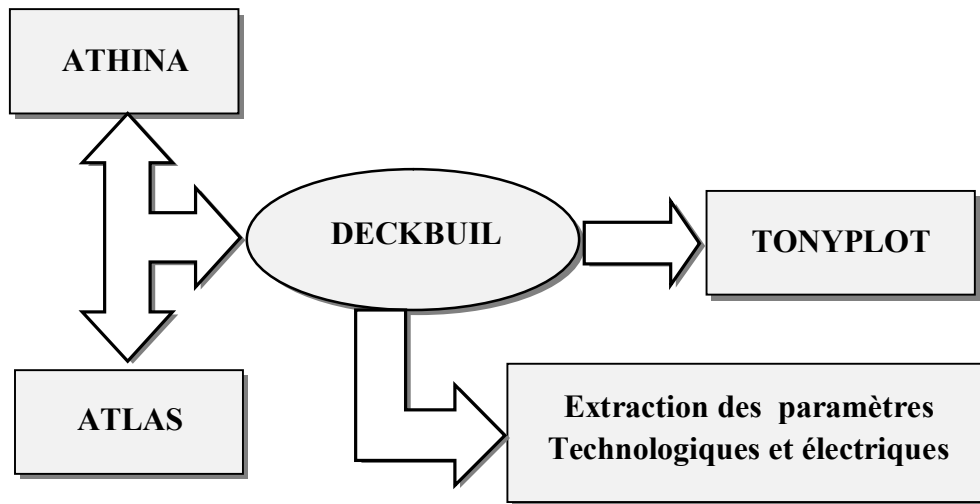 ATHINA
DECKBUIL
TONYPLOT
ATLAS
Extraction des paramètres
Technologiques et électriques